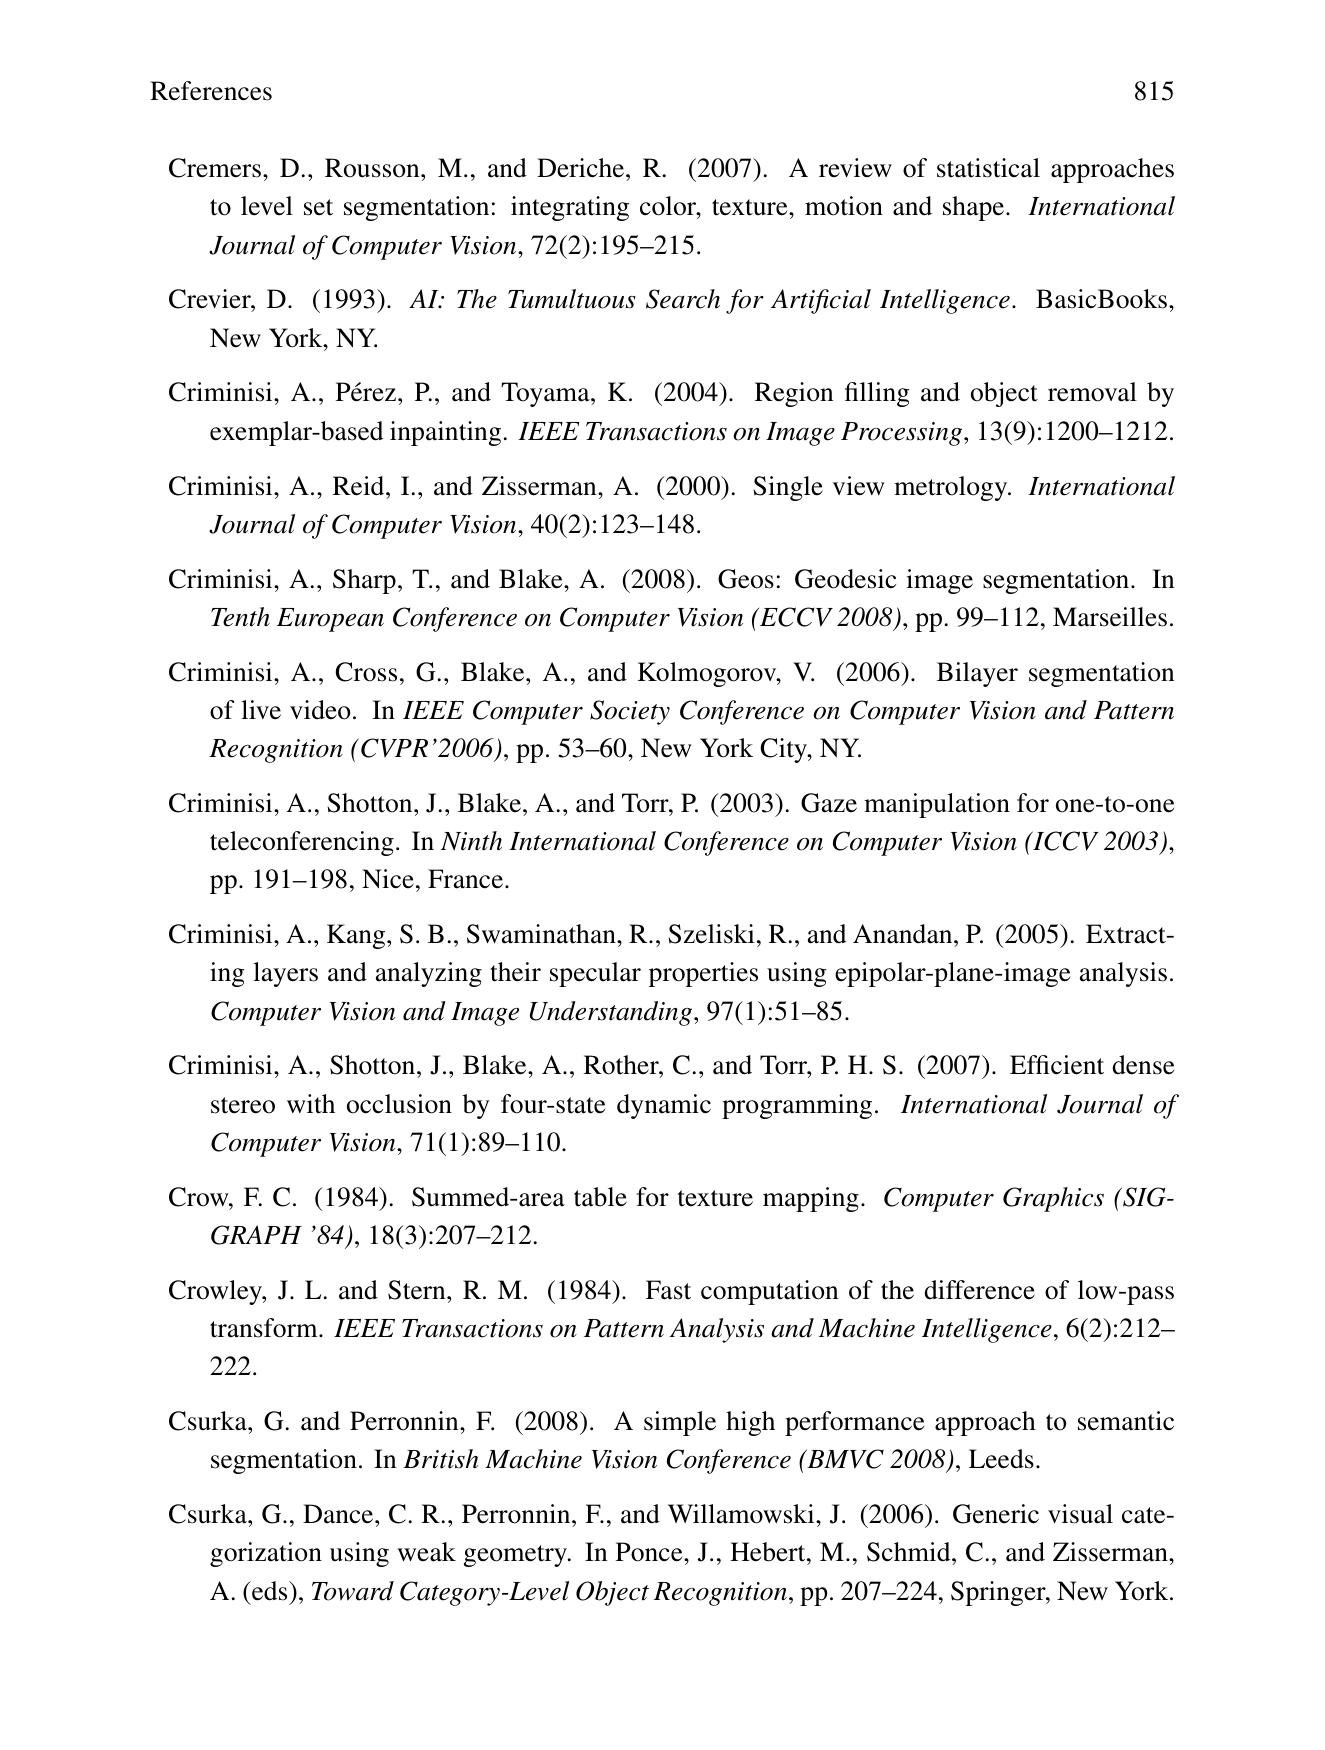 References 815
Cremers, D., Rousson, M., and Deriche, R. (2007). A review of statistical approaches
to level set segmentation: integrating color, texture, motion and shape. International
Journal of Computer Vision, 72(2):195–215.
Crevier, D. (1993). AI: The Tumultuous Search for Artificial Intelligence. BasicBooks,
New York, NY.
Criminisi, A., Pérez, P., and Toyama, K. (2004). Region filling and object removal by
exemplar-based inpainting. IEEE Transactions on Image Processing, 13(9):1200–1212.
Criminisi, A., Reid, I., and Zisserman, A. (2000). Single view metrology. International
Journal of Computer Vision, 40(2):123–148.
Criminisi, A., Sharp, T., and Blake, A. (2008). Geos: Geodesic image segmentation. In
Tenth European Conference on Computer Vision (ECCV 2008), pp. 99–112, Marseilles.
Criminisi, A., Cross, G., Blake, A., and Kolmogorov, V. (2006). Bilayer segmentation
of live video. In IEEE Computer Society Conference on Computer Vision and Pattern
Recognition (CVPR’2006), pp. 53–60, New York City, NY.
Criminisi, A., Shotton, J., Blake, A., and Torr, P. (2003). Gaze manipulation for one-to-one
teleconferencing. In Ninth International Conference on Computer Vision (ICCV 2003),
pp. 191–198, Nice, France.
Criminisi, A., Kang, S. B., Swaminathan, R., Szeliski, R., and Anandan, P. (2005). Extract-
ing layers and analyzing their specular properties using epipolar-plane-image analysis.
Computer Vision and Image Understanding, 97(1):51–85.
Criminisi, A., Shotton, J., Blake, A., Rother, C., and Torr, P. H. S. (2007). Efficient dense
stereo with occlusion by four-state dynamic programming. International Journal of
Computer Vision, 71(1):89–110.
Crow, F. C. (1984). Summed-area table for texture mapping. Computer Graphics (SIG-
GRAPH ’84), 18(3):207–212.
Crowley, J. L. and Stern, R. M. (1984). Fast computation of the difference of low-pass
transform. IEEE Transactions on Pattern Analysis and Machine Intelligence, 6(2):212–
222.
Csurka, G. and Perronnin, F. (2008). A simple high performance approach to semantic
segmentation. In British Machine Vision Conference (BMVC 2008), Leeds.
Csurka, G., Dance, C. R., Perronnin, F., and Willamowski, J. (2006). Generic visual cate-
gorization using weak geometry. In Ponce, J., Hebert, M., Schmid, C., and Zisserman,
A. (eds), Toward Category-Level Object Recognition, pp. 207–224, Springer, New York.